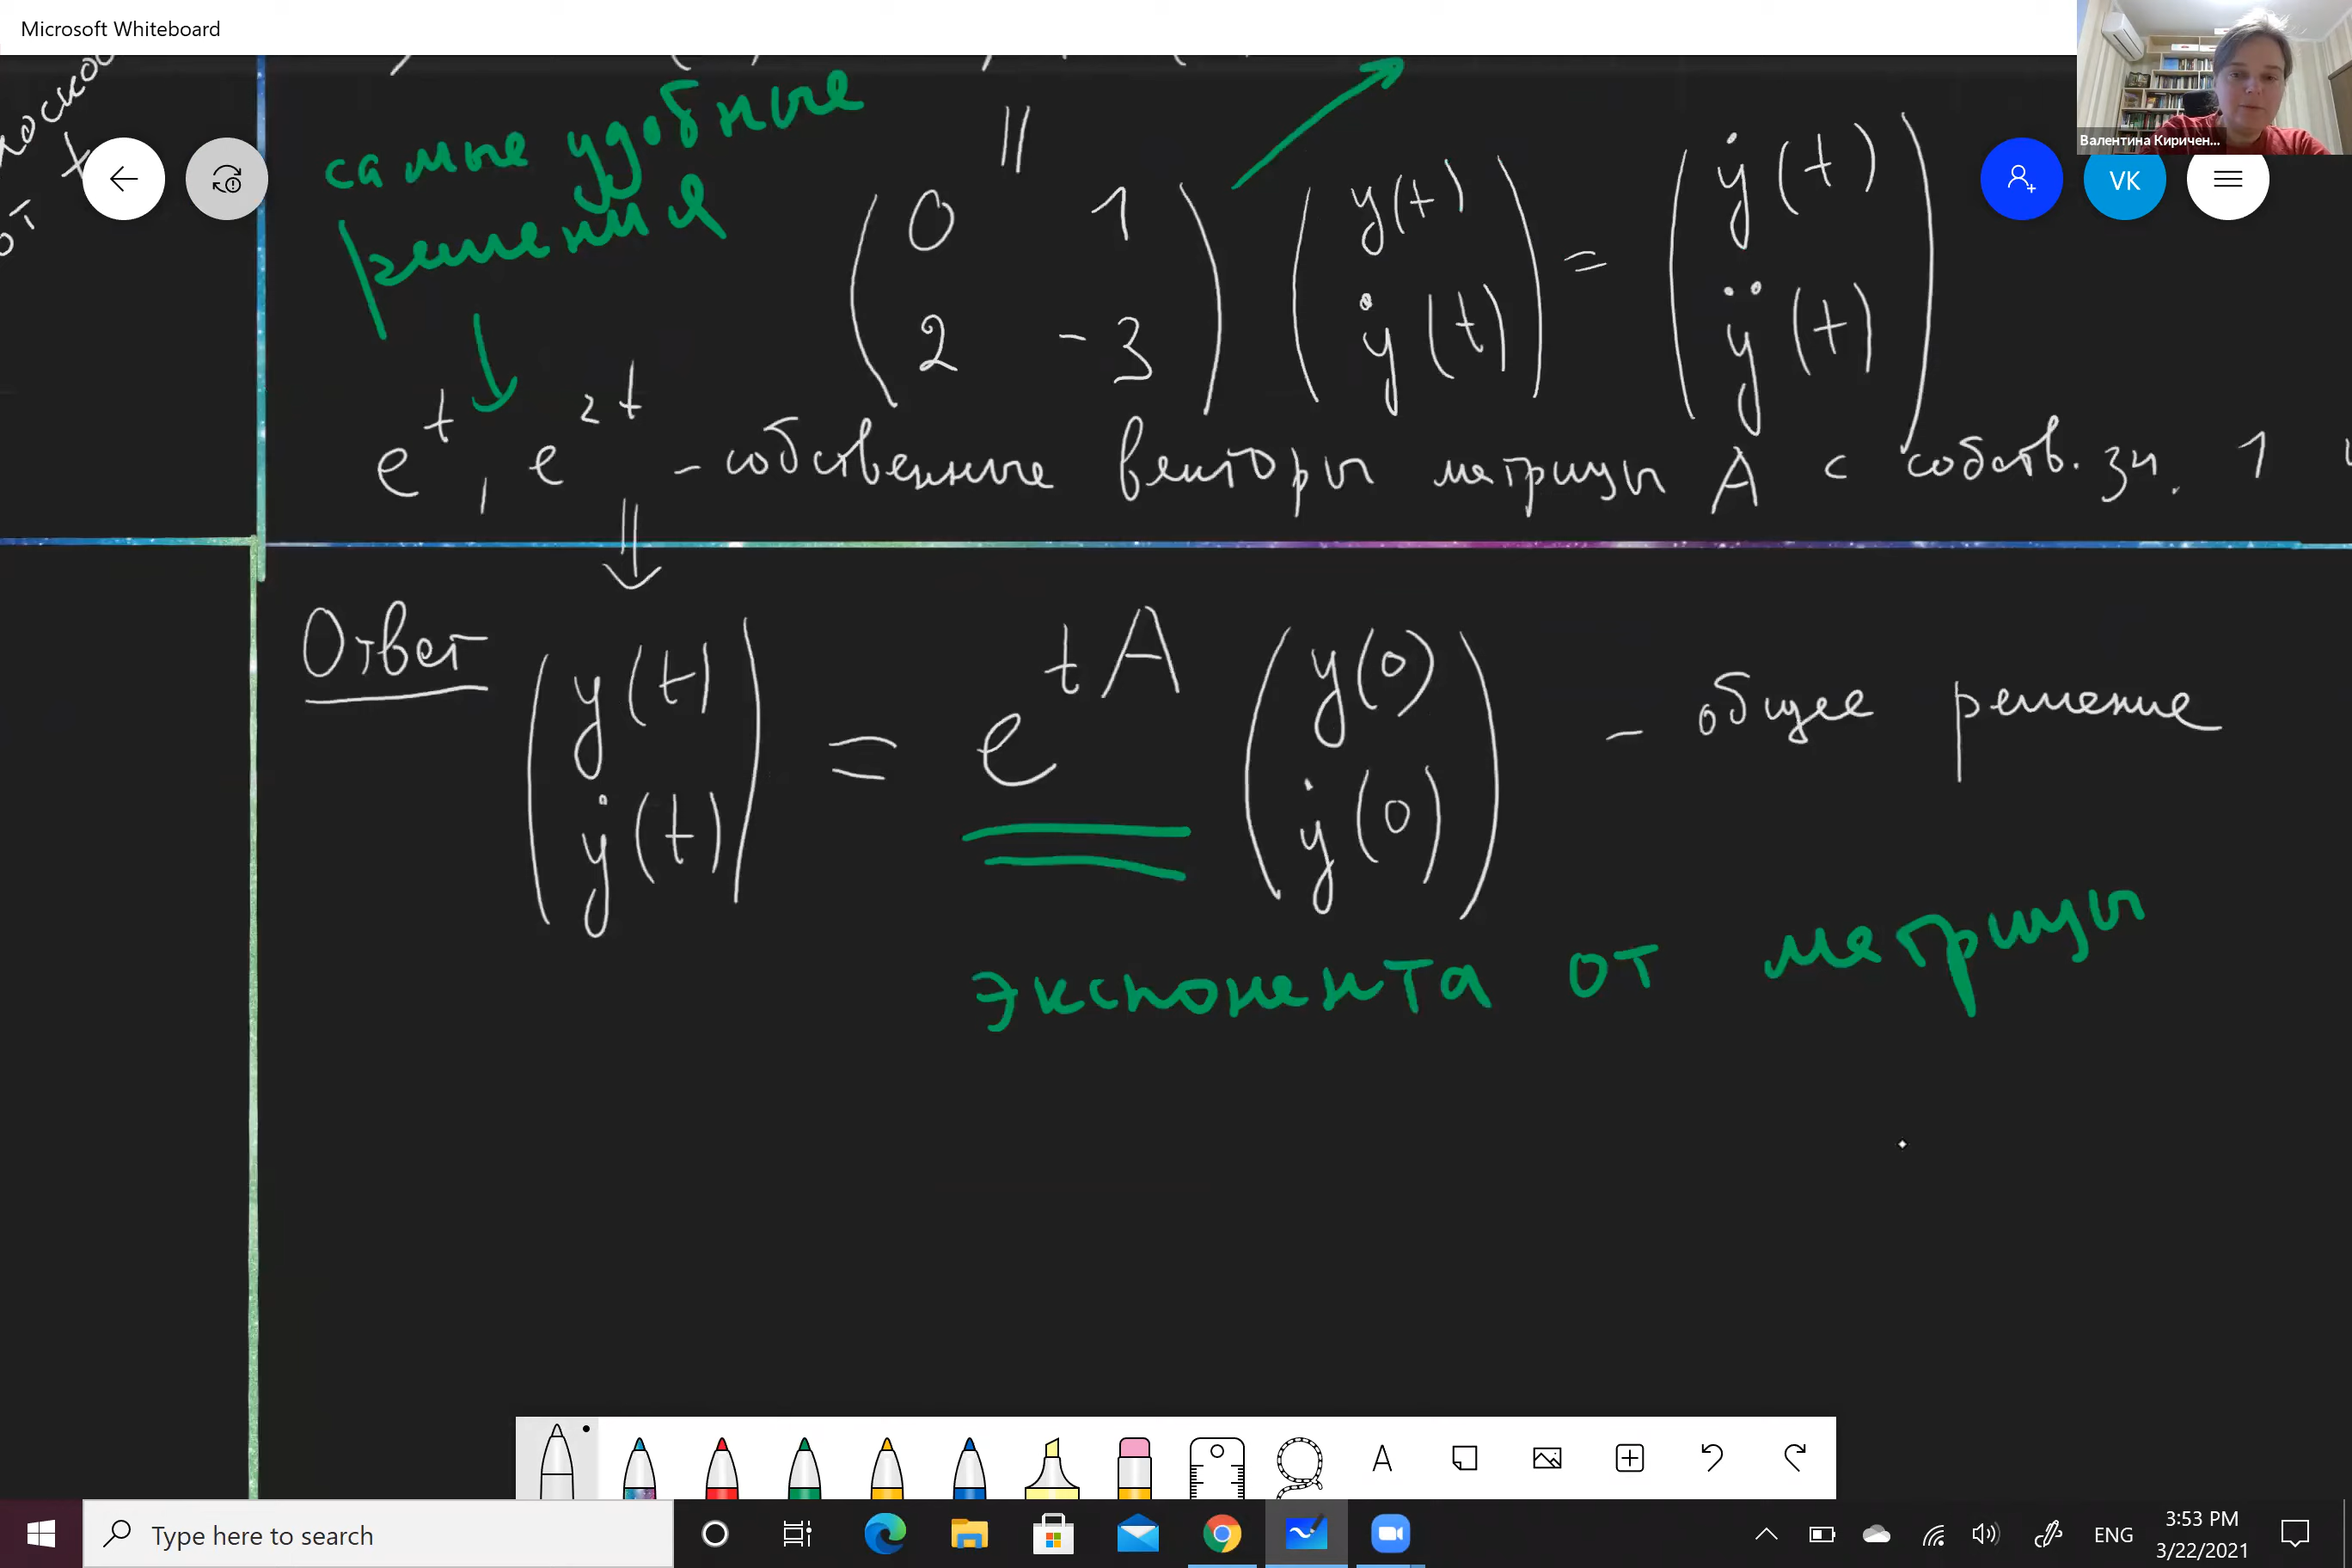 Microsoft Whiteboard
Валентина Киричен...
VK
от t
самые удобные
решения
||
( 0 1 ) ( y(t) ) = ( ẏ(t) )
( 2 -3 ) ( ẏ(t) ) ( ÿ(t) )
e^t, e^2t - собственные векторы матрицы A с собств. зн. 1
Ответ ( y(t) ) = e^tA ( y(0) ) - общее решение
( ẏ(t) ) ( ẏ(0) )
экспонента от матрицы
Type here to search
ENG
3:53 PM
3/22/2021